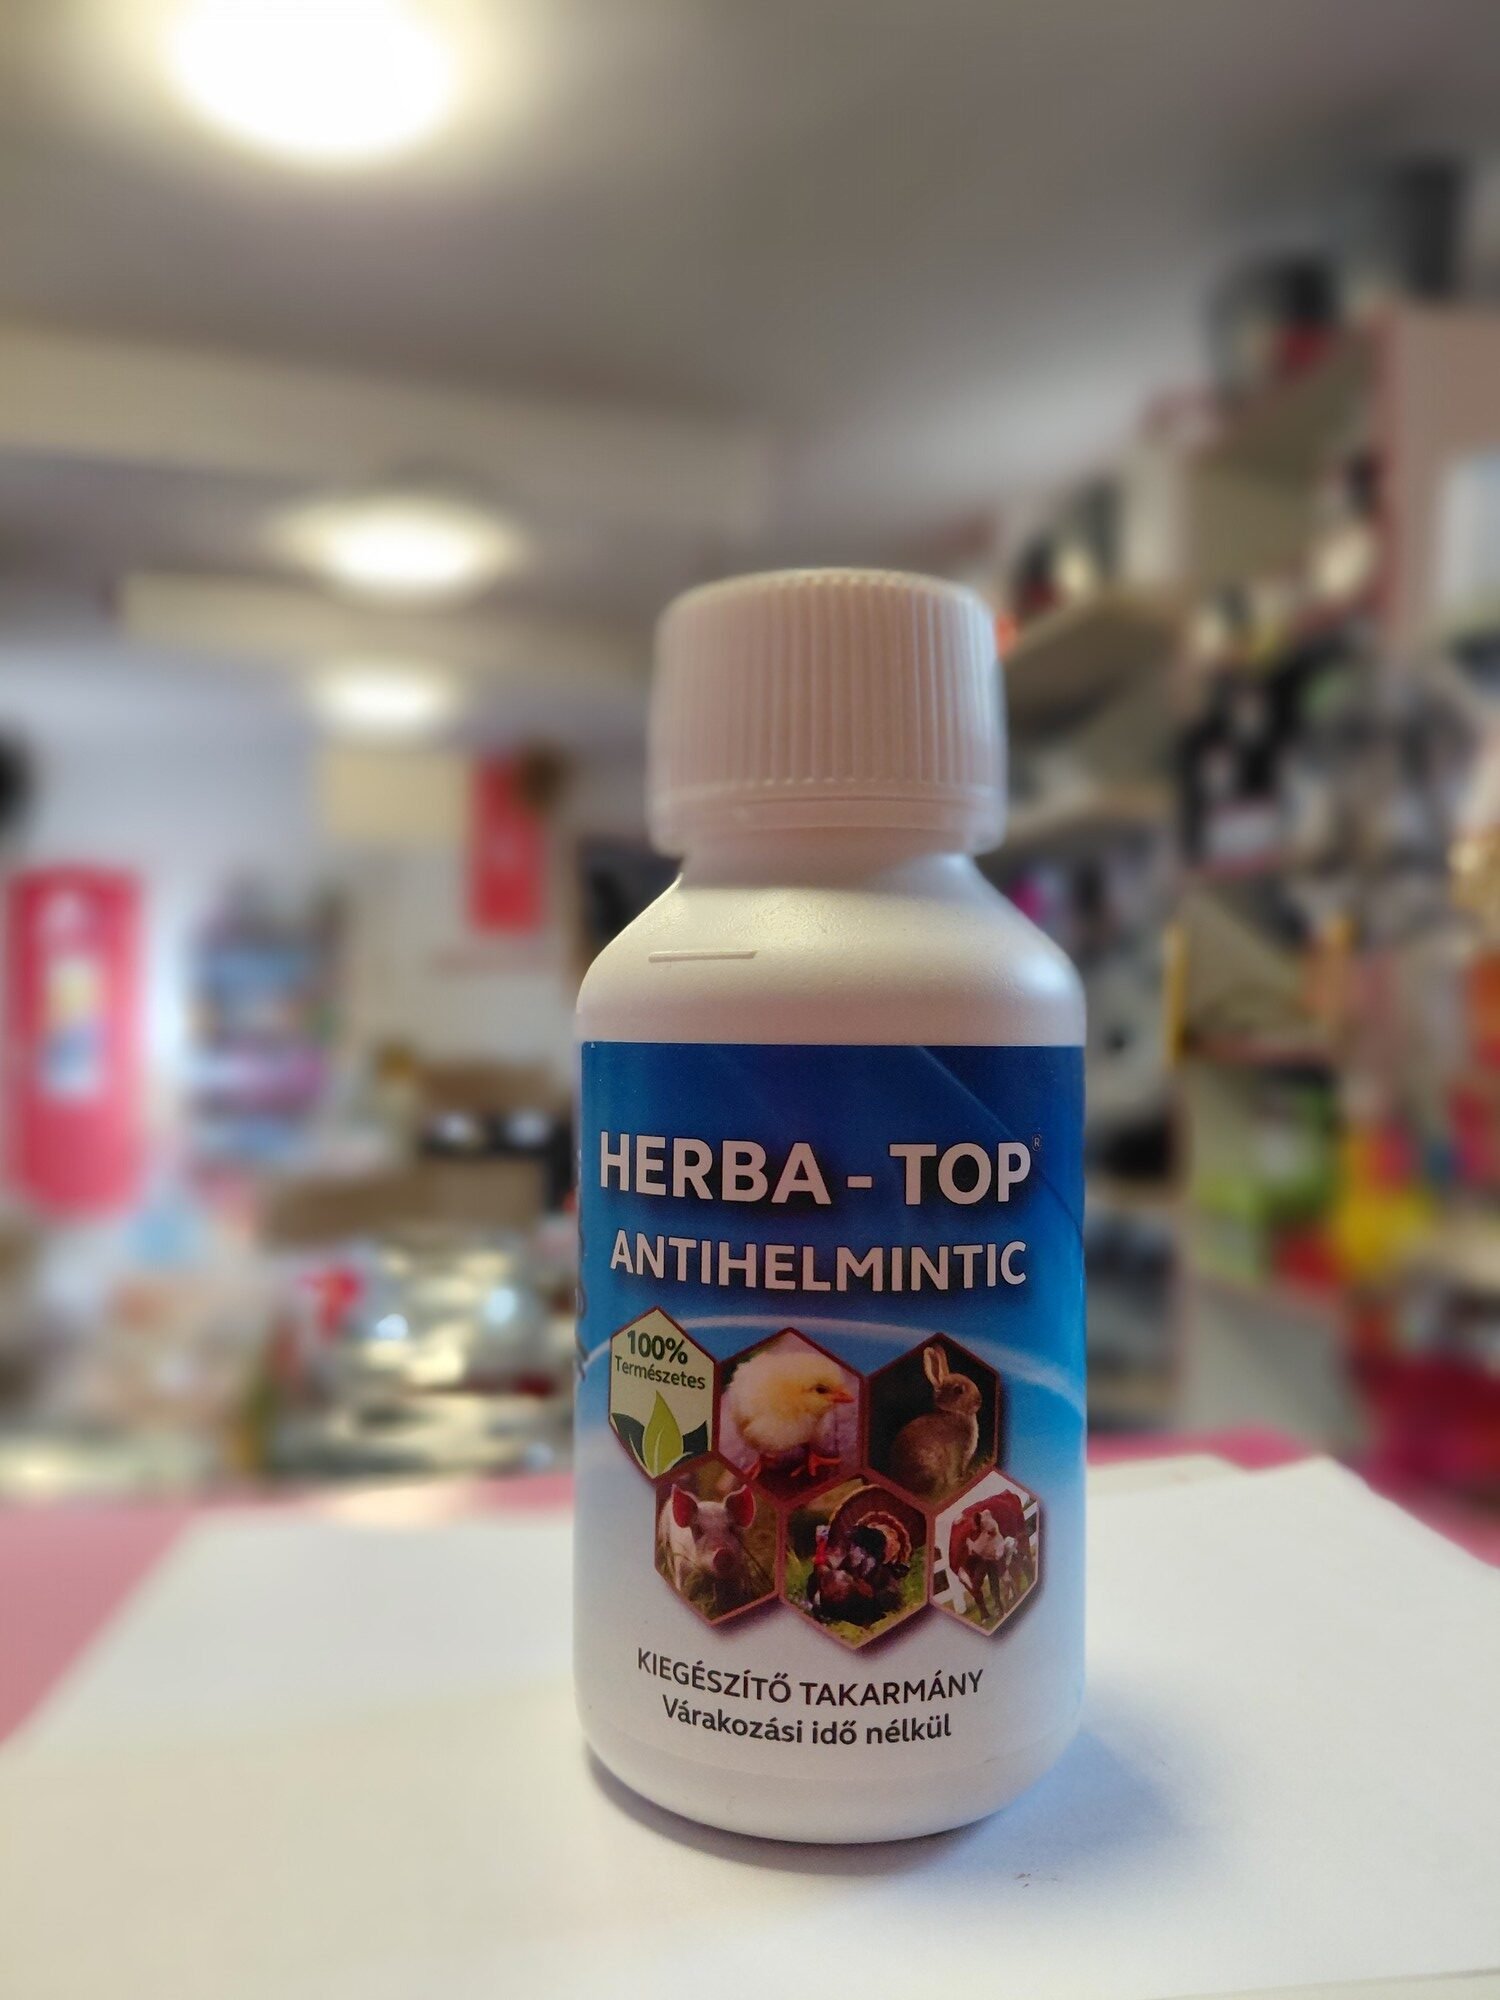 HERBA - TOP®
ANTIHELMINTIC
100%
Természetes
KIEGÉSZÍTŐ TAKARMÁNY
Várakozási idő nélkül